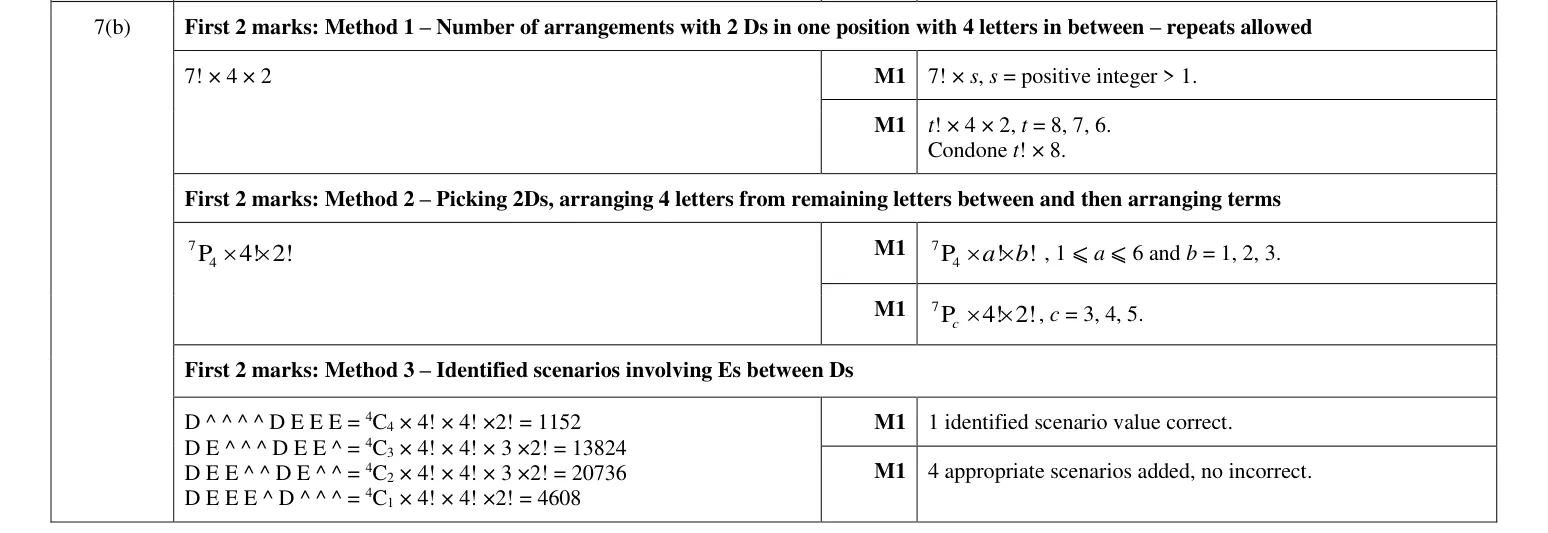 7(b)
First 2 marks: Method 1 – Number of arrangements with 2 Ds in one position with 4 letters in between – repeats allowed
7! × 4 × 2
M1
7! × s, s = positive integer > 1.
M1
t! × 4 × 2, t = 8, 7, 6.
Condone t! × 8.
First 2 marks: Method 2 – Picking 2Ds, arranging 4 letters from remaining letters between and then arranging terms
⁷P₄ ×4!×2!
M1
⁷P₄ ×a!×b! , 1 ⩽ a ⩽ 6 and b = 1, 2, 3.
M1
⁷P_c ×4!×2!, c = 3, 4, 5.
First 2 marks: Method 3 – Identified scenarios involving Es between Ds
D ^ ^ ^ ^ D E E E = ⁴C₄ × 4! × 4! ×2! = 1152
D E ^ ^ ^ D E E ^ = ⁴C₃ × 4! × 4! × 3 ×2! = 13824
D E E ^ ^ D E ^ ^ = ⁴C₂ × 4! × 4! × 3 ×2! = 20736
D E E E ^ D ^ ^ ^ = ⁴C₁ × 4! × 4! ×2! = 4608
M1
1 identified scenario value correct.
M1
4 appropriate scenarios added, no incorrect.